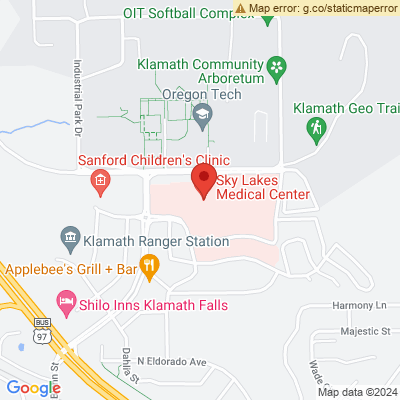 Map error: g.co/staticmaperror
OIT Softball Complex
Klamath Community
Arboretum
Industrial Park Dr
Oregon Tech
Klamath Geo Trai
Sanford Children's Clinic
Sky Lakes
Medical Center
Klamath Ranger Station
Applebee's Grill + Bar
Shilo Inns Klamath Falls
BUS
97
Harmony Ln
Majestic St
N Eldorado Ave
Dahlia St
Wade
Google
Map data ©2024